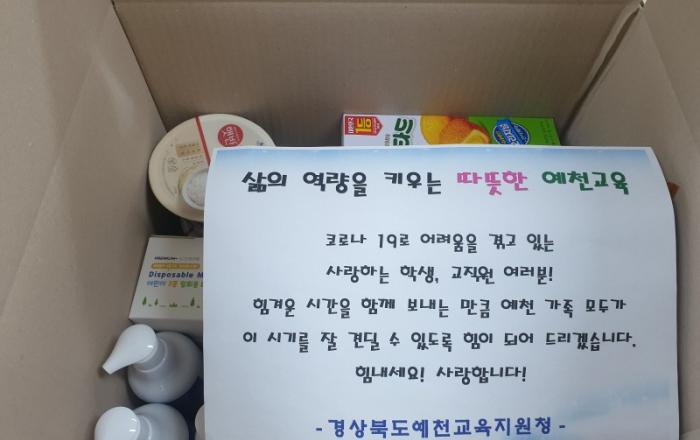 햇반
삶의 역량을 키우는 따뜻한 예천교육
코로나 19로 어려움을 겪고 있는
사랑하는 학생, 교직원 여러분!
힘겨운 시간을 함께 보내는 만큼 예천 가족 모두가
이 시기를 잘 견딜 수 있도록 힘이 되어 드리겠습니다.
힘내세요! 사랑합니다!
-경상북도예천교육지원청-
Disposable M